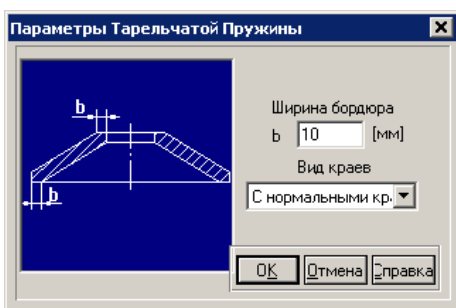 Параметры Тарельчатой Пружины
b
b
Ширина бордюра
b 10 [мм]
Вид краев
С нормальными кр.
OK Отмена Справка